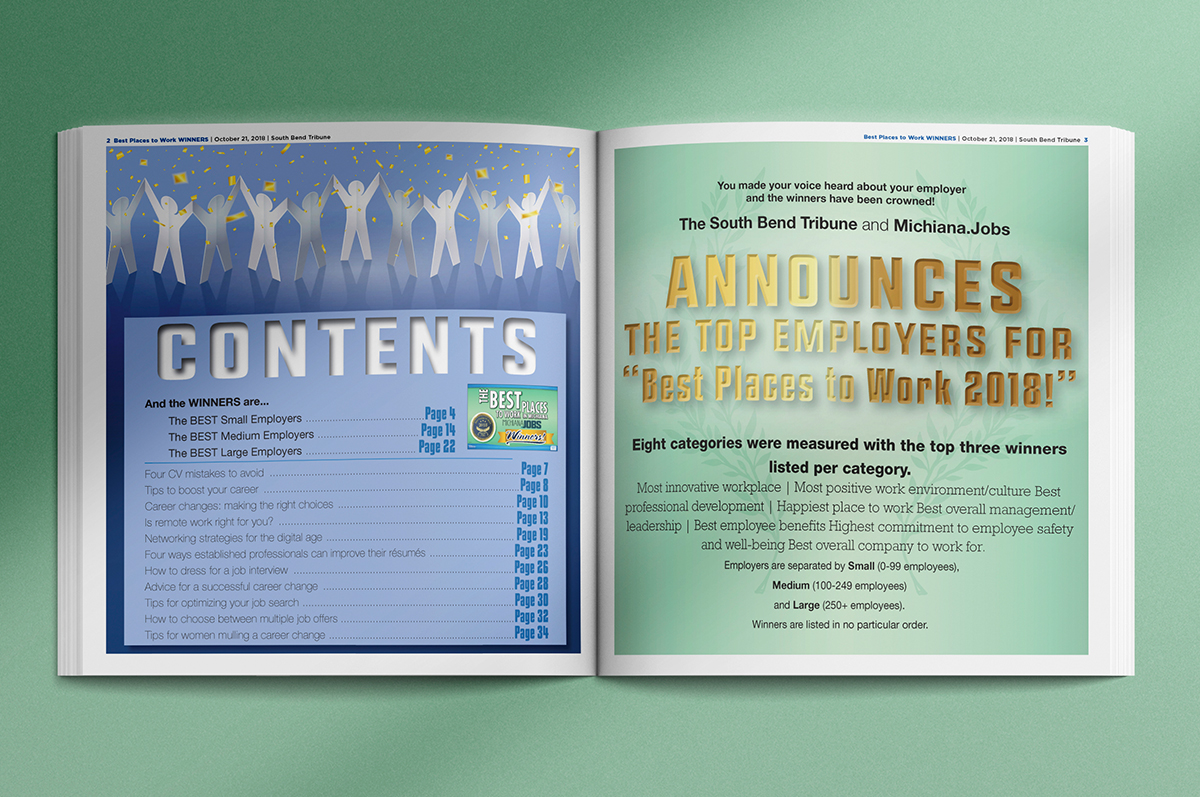 2 Best Places to Work WINNERS | October 21, 2018 | South Bend Tribune
CONTENTS
And the WINNERS are...
The BEST Small Employers Page 4
The BEST Medium Employers Page 14
The BEST Large Employers Page 22
THE BEST PLACES
TO WORK IN MICHIANA
MICHIANAJOBS
Winners!
Four CV mistakes to avoid Page 7
Tips to boost your career Page 8
Career changes: making the right choices Page 10
Is remote work right for you? Page 13
Networking strategies for the digital age Page 19
Four ways established professionals can improve their résumés Page 23
How to dress for a job interview Page 26
Advice for a successful career change Page 28
Tips for optimizing your job search Page 30
How to choose between multiple job offers Page 32
Tips for women mulling a career change Page 34
Best Places to Work WINNERS | October 21, 2018 | South Bend Tribune 3
You made your voice heard about your employer
and the winners have been crowned!
The South Bend Tribune and Michiana.Jobs
ANNOUNCES
THE TOP EMPLOYERS FOR
“Best Places to Work 2018!”
Eight categories were measured with the top three winners
listed per category.
Most innovative workplace | Most positive work environment/culture Best
professional development | Happiest place to work Best overall management/
leadership | Best employee benefits Highest commitment to employee safety
and well-being Best overall company to work for.
Employers are separated by Small (0-99 employees),
Medium (100-249 employees)
and Large (250+ employees).
Winners are listed in no particular order.